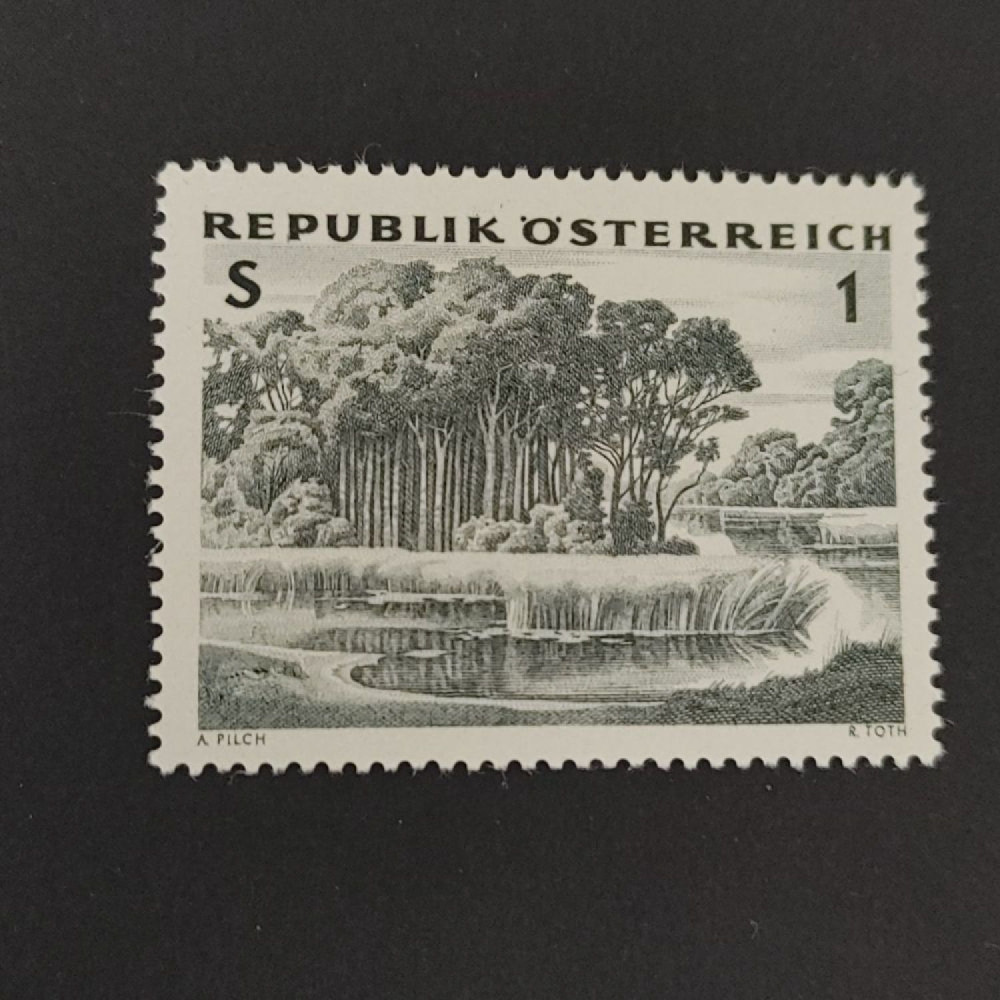 REPUBLIK ÖSTERREICH
S 1
A. PILCH R. TOTH